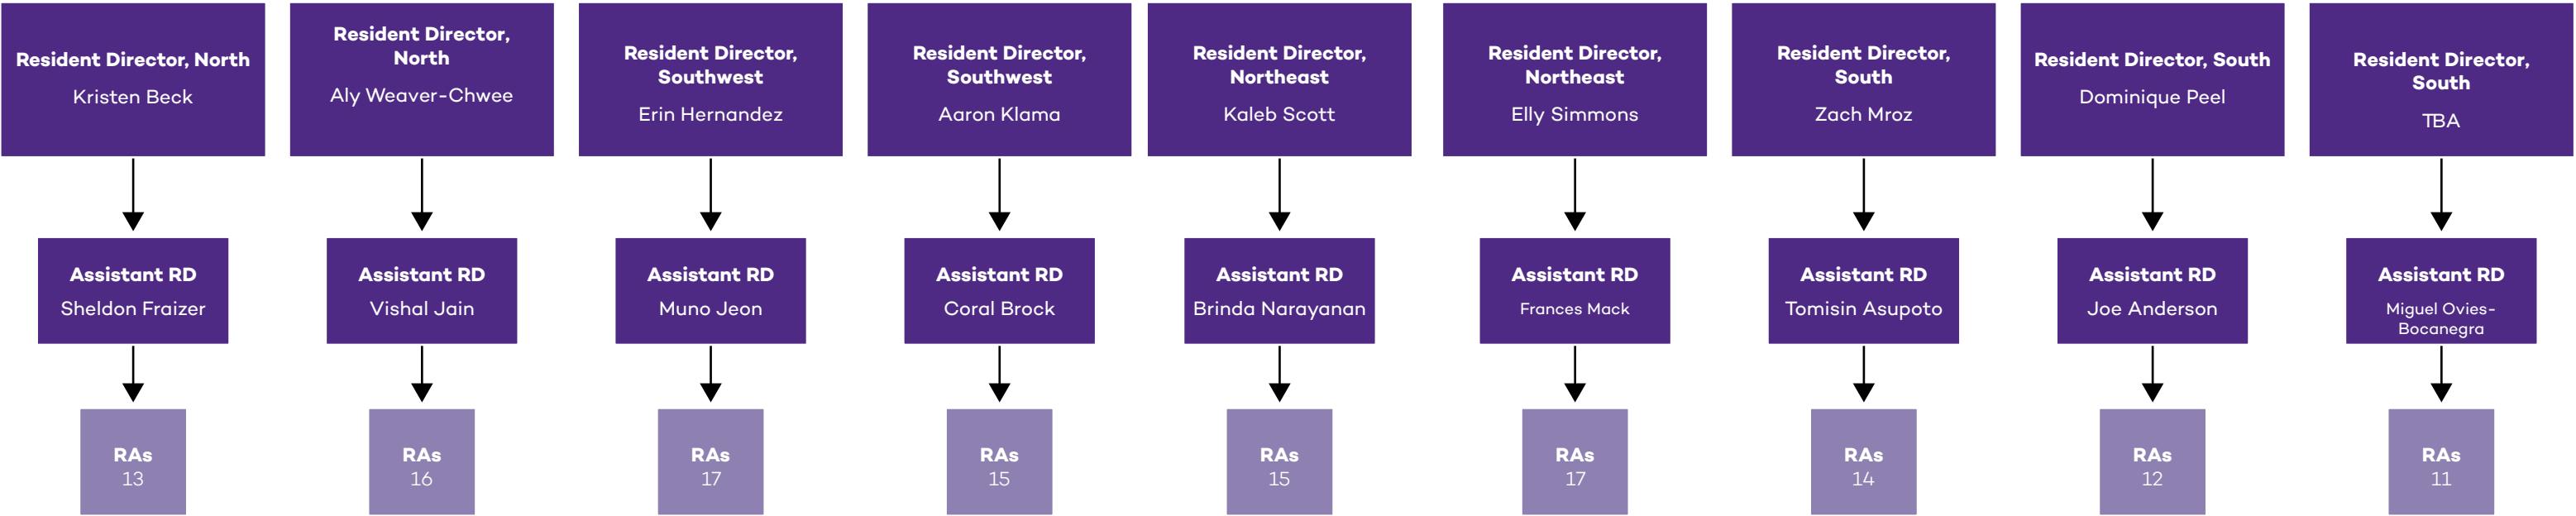 Resident Director, North
Kristen Beck
Resident Director,
North
Aly Weaver-Chwee
Resident Director,
Southwest
Erin Hernandez
Resident Director,
Southwest
Aaron Klama
Resident Director,
Northeast
Kaleb Scott
Resident Director,
Northeast
Elly Simmons
Resident Director,
South
Zach Mroz
Resident Director, South
Dominique Peel
Resident Director,
South
TBA
Assistant RD
Sheldon Fraizer
Assistant RD
Vishal Jain
Assistant RD
Muno Jeon
Assistant RD
Coral Brock
Assistant RD
Brinda Narayanan
Assistant RD
Frances Mack
Assistant RD
Tomisin Asupoto
Assistant RD
Joe Anderson
Assistant RD
Miguel Ovies-
Bocanegra
RAs
13
RAs
16
RAs
17
RAs
15
RAs
15
RAs
17
RAs
14
RAs
12
RAs
11